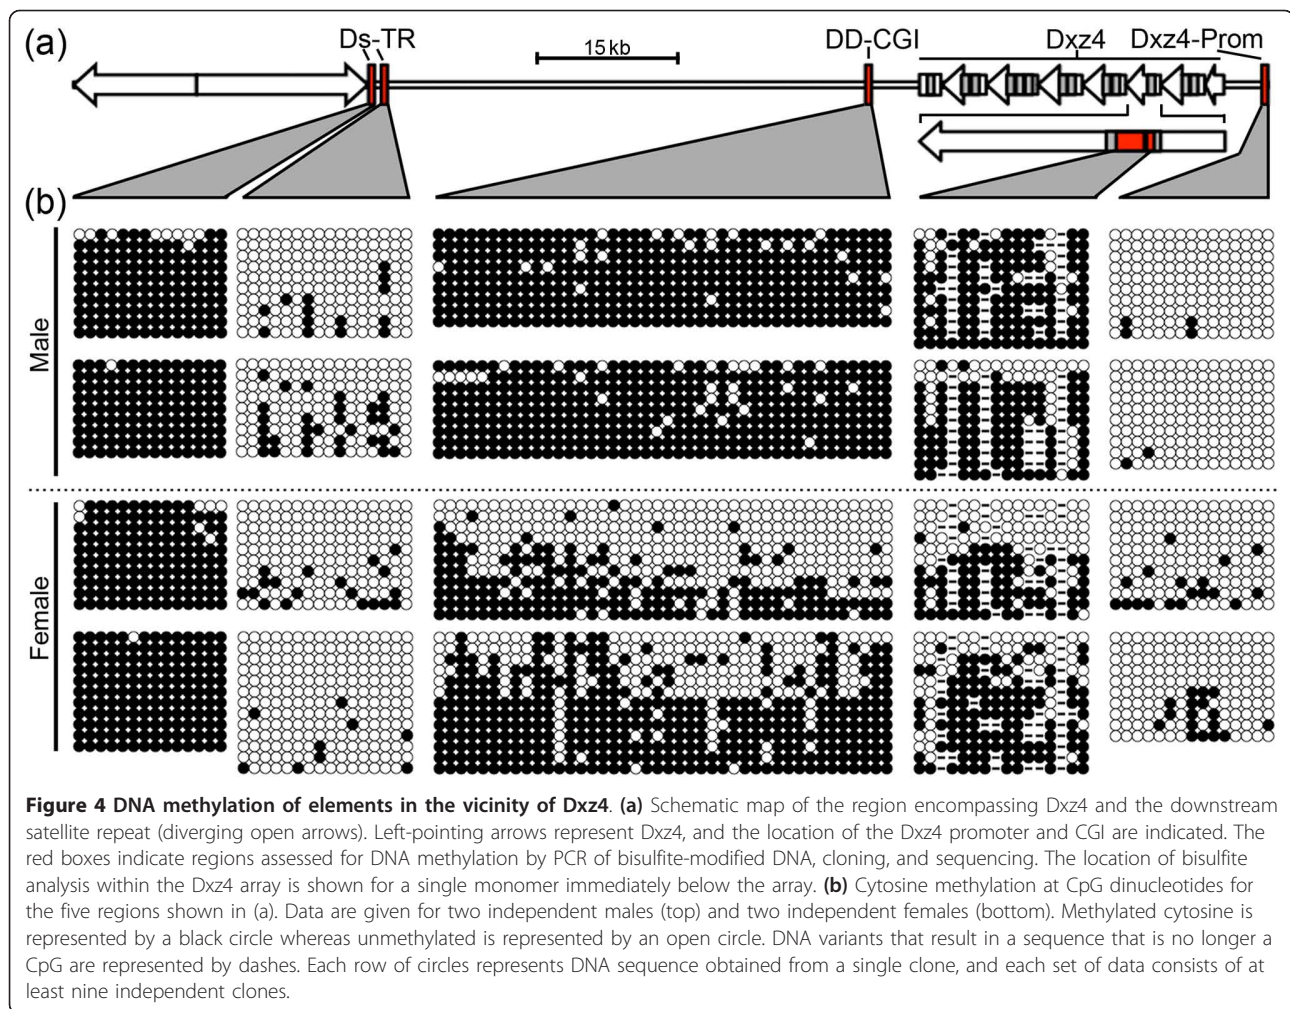 (a)
Ds-TR
15 kb
DD-CGI
Dxz4
Dxz4-Prom
(b)
Male
Female
Figure 4 DNA methylation of elements in the vicinity of Dxz4. (a) Schematic map of the region encompassing Dxz4 and the downstream
satellite repeat (diverging open arrows). Left-pointing arrows represent Dxz4, and the location of the Dxz4 promoter and CGI are indicated. The
red boxes indicate regions assessed for DNA methylation by PCR of bisulfite-modified DNA, cloning, and sequencing. The location of bisulfite
analysis within the Dxz4 array is shown for a single monomer immediately below the array. (b) Cytosine methylation at CpG dinucleotides for
the five regions shown in (a). Data are given for two independent males (top) and two independent females (bottom). Methylated cytosine is
represented by a black circle whereas unmethylated is represented by an open circle. DNA variants that result in a sequence that is no longer a
CpG are represented by dashes. Each row of circles represents DNA sequence obtained from a single clone, and each set of data consists of at
least nine independent clones.